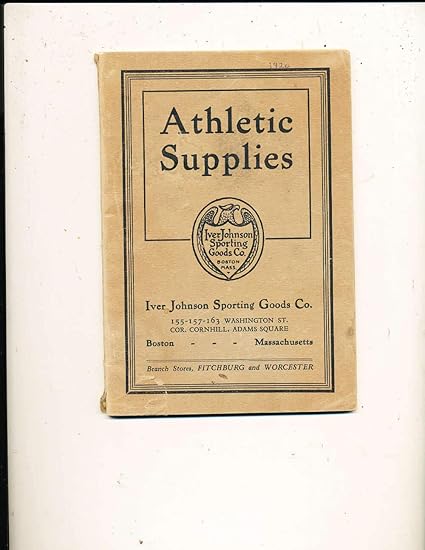 1920
Athletic
Supplies
Iver Johnson
Sporting
Goods Co.
BOSTON
MASS.
Iver Johnson Sporting Goods Co.
155-157-163 WASHINGTON ST.
COR. CORNHILL, ADAMS SQUARE
Boston - - - Massachusetts
Branch Stores, FITCHBURG and WORCESTER